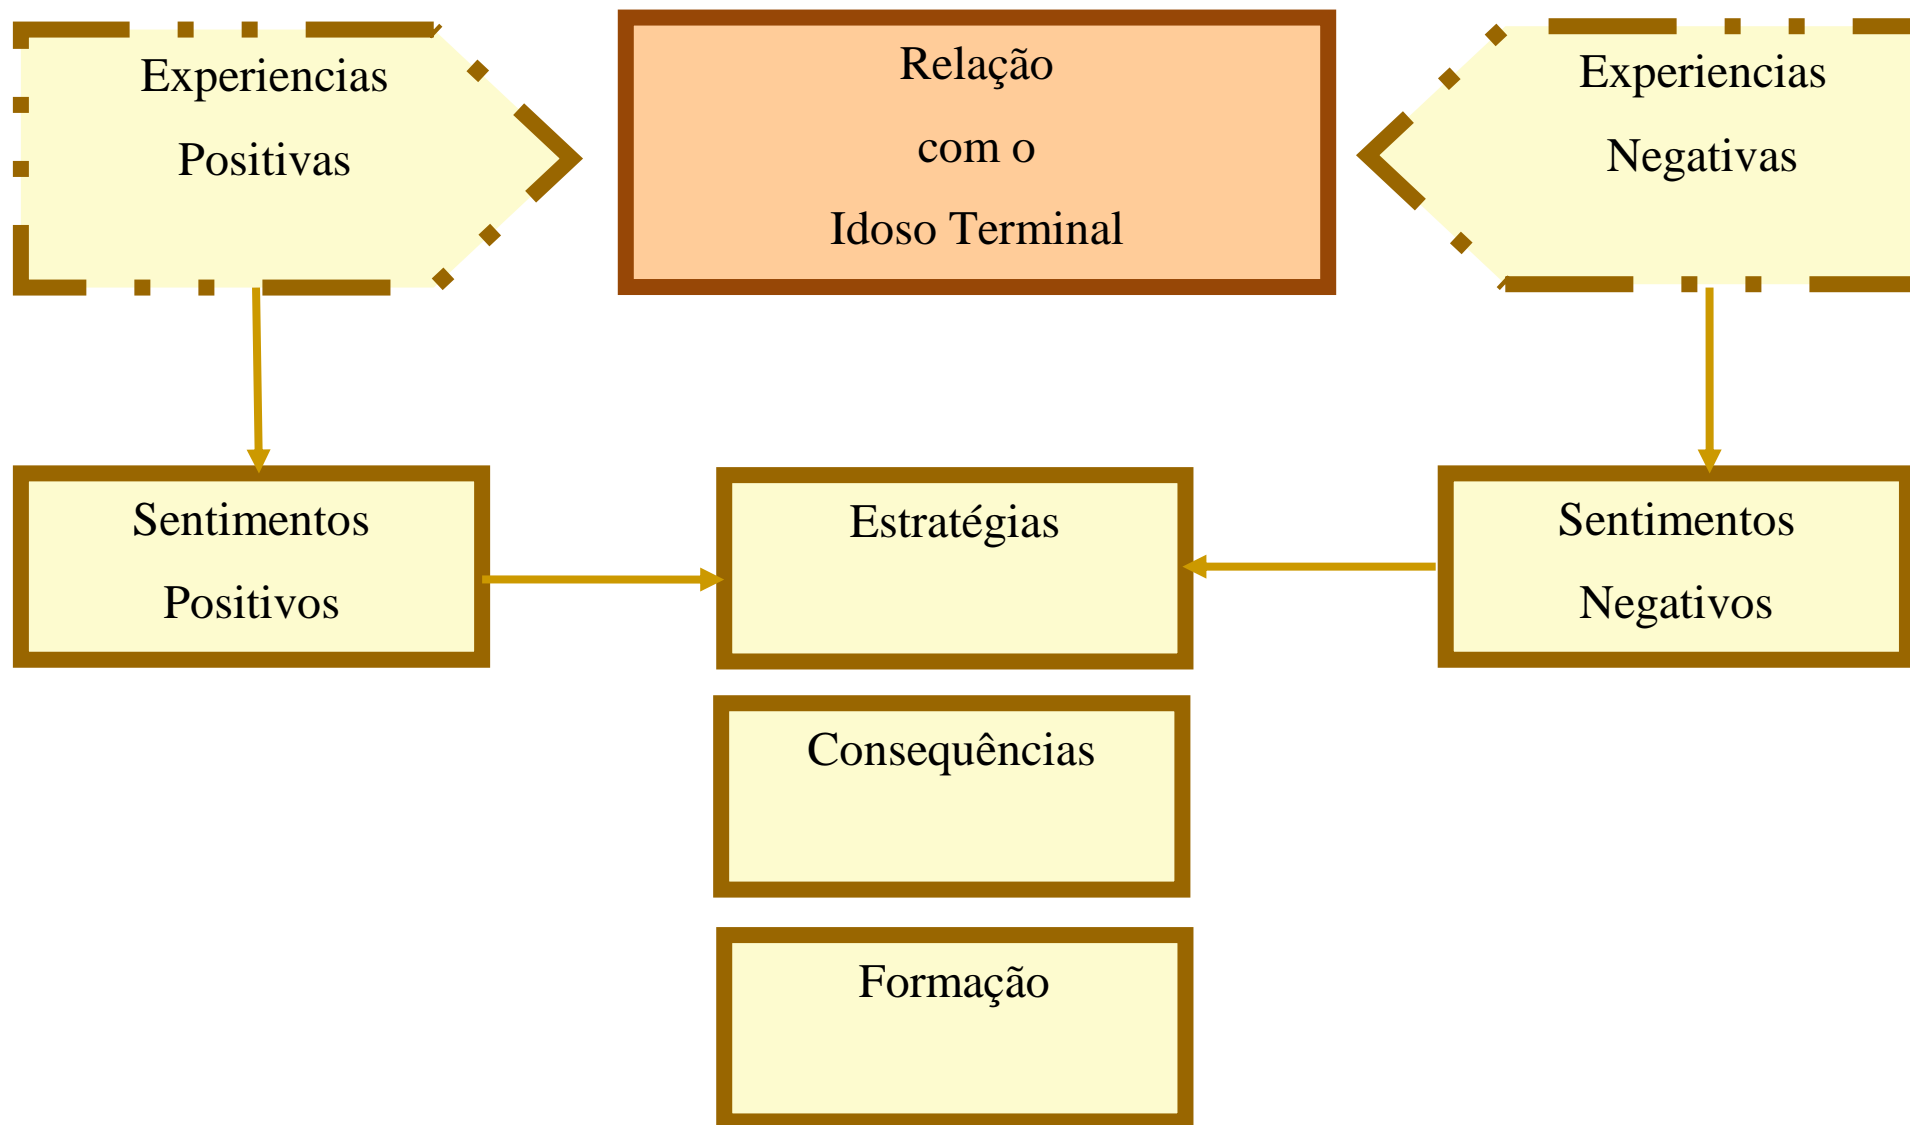 Experiencias
Positivas
Relação
com o
Idoso Terminal
Experiencias
Negativas
Sentimentos
Positivos
Estratégias
Sentimentos
Negativos
Consequências
Formação